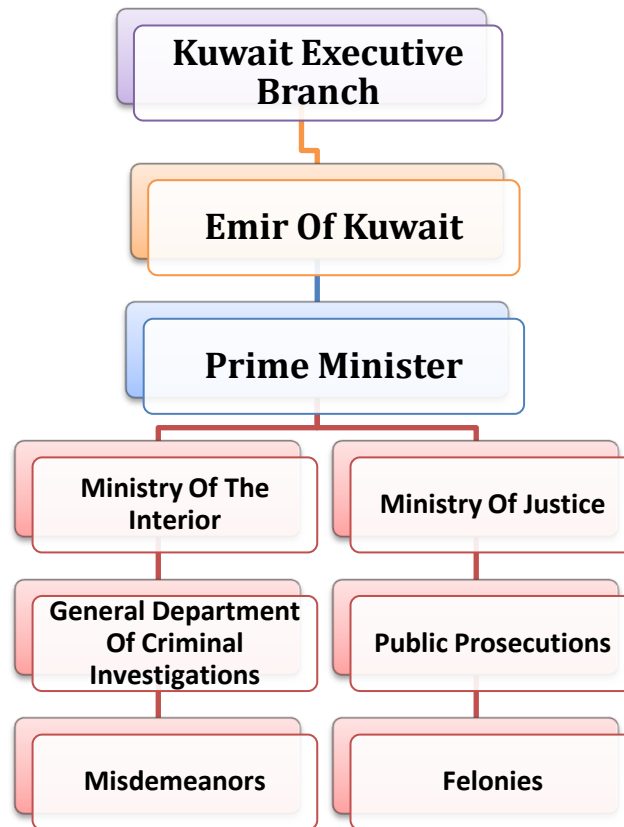 Kuwait Executive
Branch
Emir Of Kuwait
Prime Minister
Ministry Of The
Interior
Ministry Of Justice
General Department
Of Criminal
Investigations
Public Prosecutions
Misdemeanors
Felonies